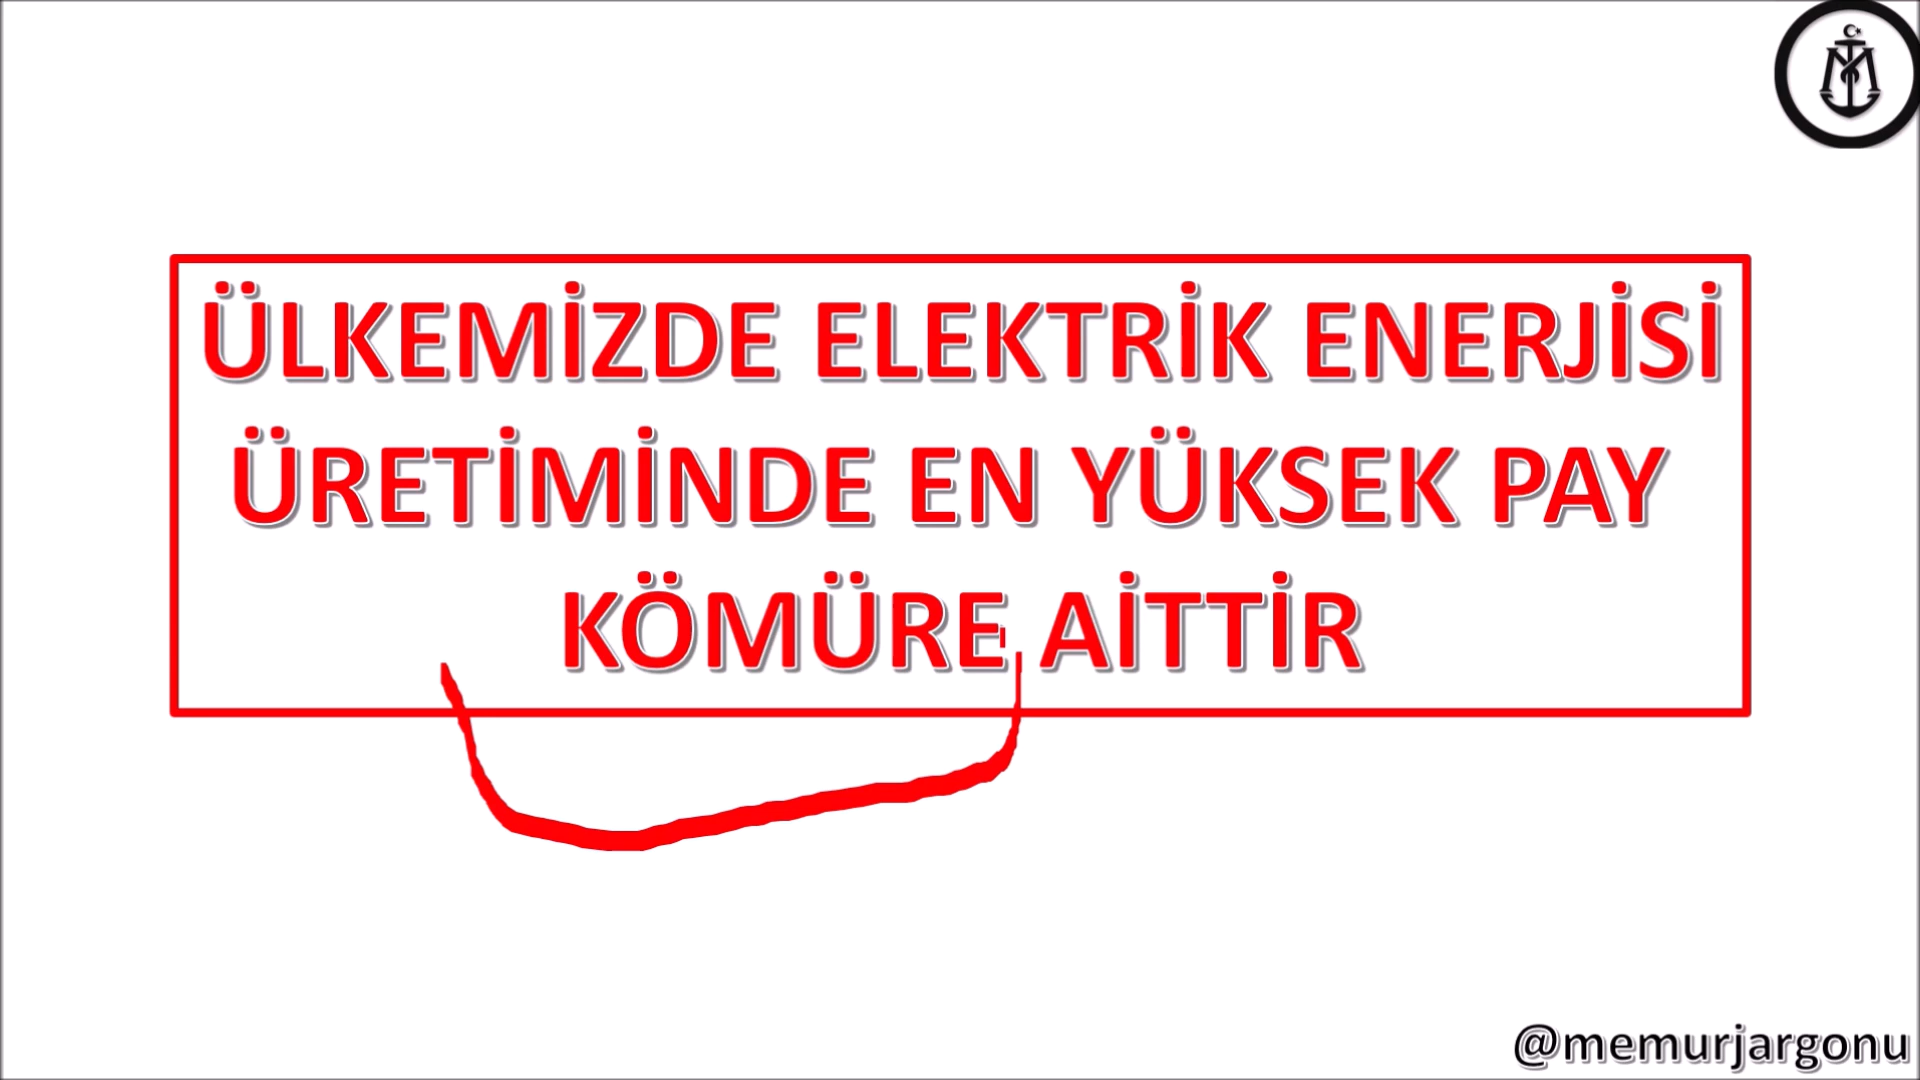 ÜLKEMİZDE ELEKTRİK ENERJİSİ
ÜRETİMİNDE EN YÜKSEK PAY
KÖMÜRE AİTTİR
@memurjargonu